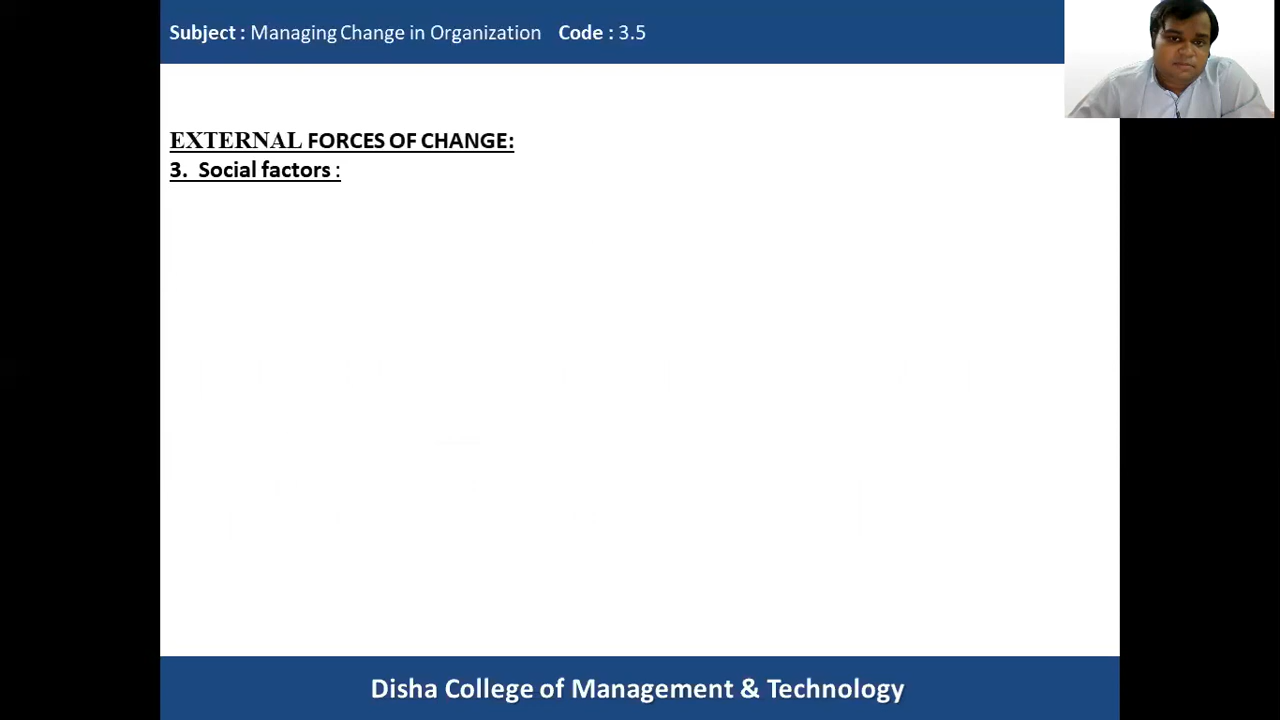 Subject : Managing Change in Organization Code : 3.5
EXTERNAL FORCES OF CHANGE:
3. Social factors :
Disha College of Management & Technology